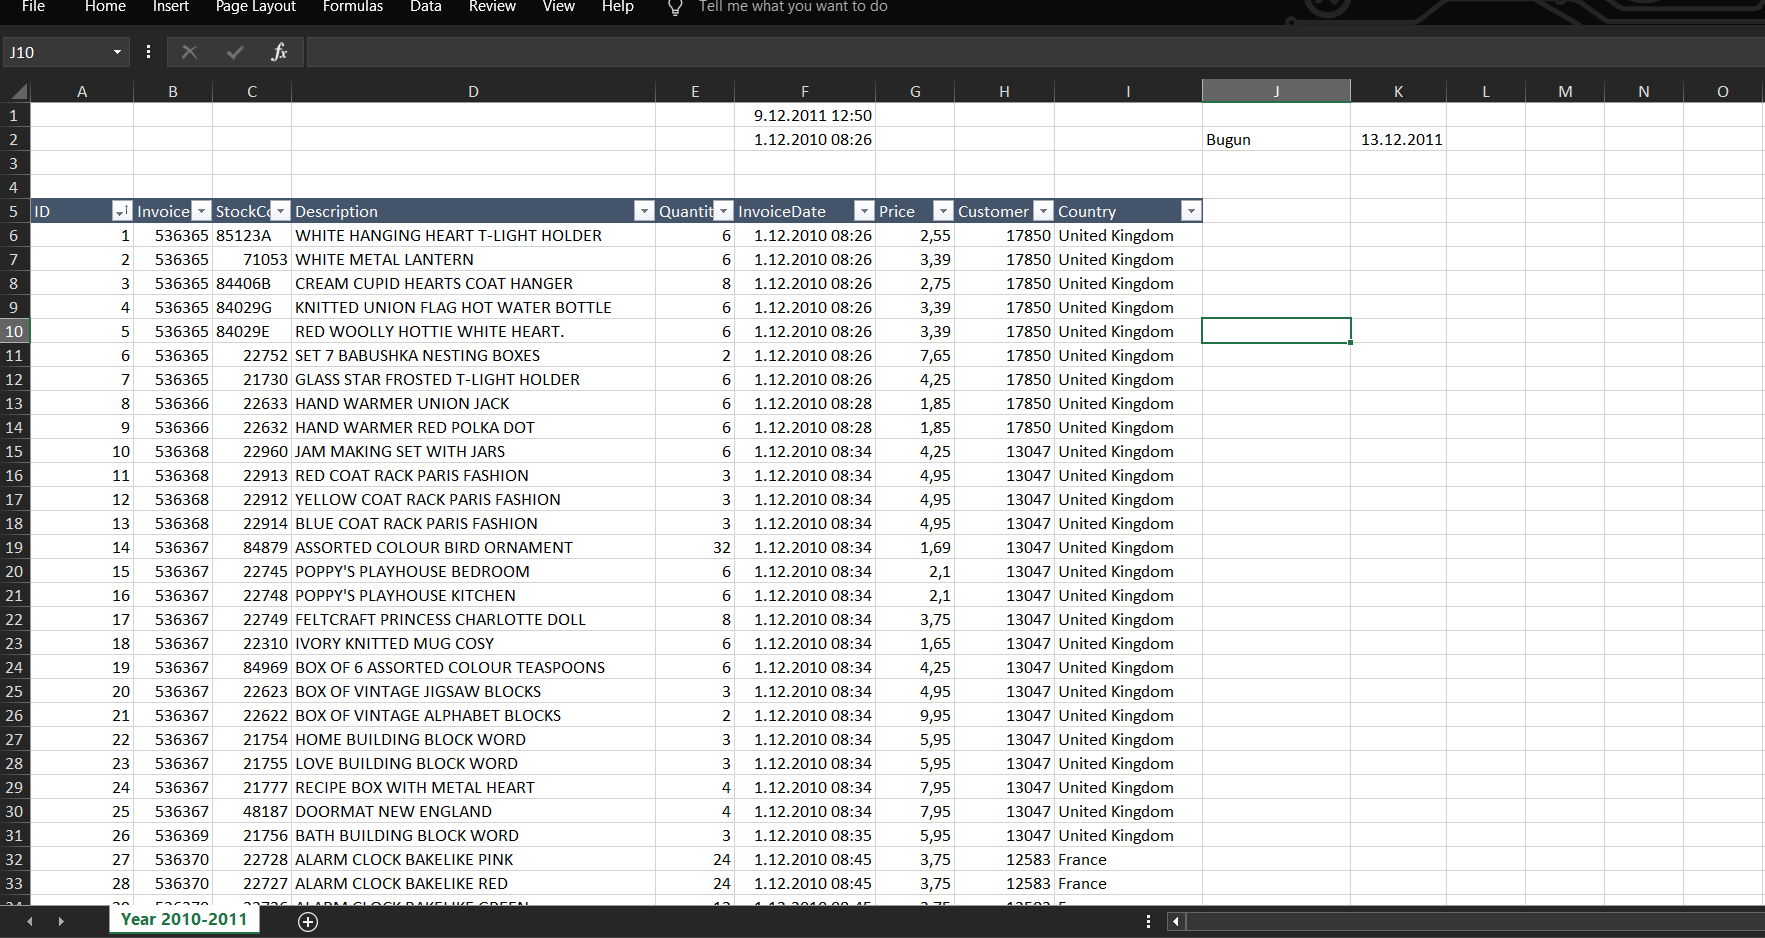 File Home Insert Page Layout Formulas Data Review View Help Tell me what you want to do
J10 fx
A B C D E F G H I J K L M N O
1 9.12.2011 12:50
2 1.12.2010 08:26 Bugun 13.12.2011
3
4
5 ID Invoice StockCo Description Quantit InvoiceDate Price Customer Country
6 1 536365 85123A WHITE HANGING HEART T-LIGHT HOLDER 6 1.12.2010 08:26 2,55 17850 United Kingdom
7 2 536365 71053 WHITE METAL LANTERN 6 1.12.2010 08:26 3,39 17850 United Kingdom
8 3 536365 84406B CREAM CUPID HEARTS COAT HANGER 8 1.12.2010 08:26 2,75 17850 United Kingdom
9 4 536365 84029G KNITTED UNION FLAG HOT WATER BOTTLE 6 1.12.2010 08:26 3,39 17850 United Kingdom
10 5 536365 84029E RED WOOLLY HOTTIE WHITE HEART. 6 1.12.2010 08:26 3,39 17850 United Kingdom
11 6 536365 22752 SET 7 BABUSHKA NESTING BOXES 2 1.12.2010 08:26 7,65 17850 United Kingdom
12 7 536365 21730 GLASS STAR FROSTED T-LIGHT HOLDER 6 1.12.2010 08:26 4,25 17850 United Kingdom
13 8 536366 22633 HAND WARMER UNION JACK 6 1.12.2010 08:28 1,85 17850 United Kingdom
14 9 536366 22632 HAND WARMER RED POLKA DOT 6 1.12.2010 08:28 1,85 17850 United Kingdom
15 10 536368 22960 JAM MAKING SET WITH JARS 6 1.12.2010 08:34 4,25 13047 United Kingdom
16 11 536368 22913 RED COAT RACK PARIS FASHION 3 1.12.2010 08:34 4,95 13047 United Kingdom
17 12 536368 22912 YELLOW COAT RACK PARIS FASHION 3 1.12.2010 08:34 4,95 13047 United Kingdom
18 13 536368 22914 BLUE COAT RACK PARIS FASHION 3 1.12.2010 08:34 4,95 13047 United Kingdom
19 14 536367 84879 ASSORTED COLOUR BIRD ORNAMENT 32 1.12.2010 08:34 1,69 13047 United Kingdom
20 15 536367 22745 POPPY'S PLAYHOUSE BEDROOM 6 1.12.2010 08:34 2,1 13047 United Kingdom
21 16 536367 22748 POPPY'S PLAYHOUSE KITCHEN 6 1.12.2010 08:34 2,1 13047 United Kingdom
22 17 536367 22749 FELTCRAFT PRINCESS CHARLOTTE DOLL 8 1.12.2010 08:34 3,75 13047 United Kingdom
23 18 536367 22310 IVORY KNITTED MUG COSY 6 1.12.2010 08:34 1,65 13047 United Kingdom
24 19 536367 84969 BOX OF 6 ASSORTED COLOUR TEASPOONS 6 1.12.2010 08:34 4,25 13047 United Kingdom
25 20 536367 22623 BOX OF VINTAGE JIGSAW BLOCKS 3 1.12.2010 08:34 4,95 13047 United Kingdom
26 21 536367 22622 BOX OF VINTAGE ALPHABET BLOCKS 2 1.12.2010 08:34 9,95 13047 United Kingdom
27 22 536367 21754 HOME BUILDING BLOCK WORD 3 1.12.2010 08:34 5,95 13047 United Kingdom
28 23 536367 21755 LOVE BUILDING BLOCK WORD 3 1.12.2010 08:34 5,95 13047 United Kingdom
29 24 536367 21777 RECIPE BOX WITH METAL HEART 4 1.12.2010 08:34 7,95 13047 United Kingdom
30 25 536367 48187 DOORMAT NEW ENGLAND 4 1.12.2010 08:34 7,95 13047 United Kingdom
31 26 536369 21756 BATH BUILDING BLOCK WORD 3 1.12.2010 08:35 5,95 13047 United Kingdom
32 27 536370 22728 ALARM CLOCK BAKELIKE PINK 24 1.12.2010 08:45 3,75 12583 France
33 28 536370 22727 ALARM CLOCK BAKELIKE RED 24 1.12.2010 08:45 3,75 12583 France
Year 2010-2011